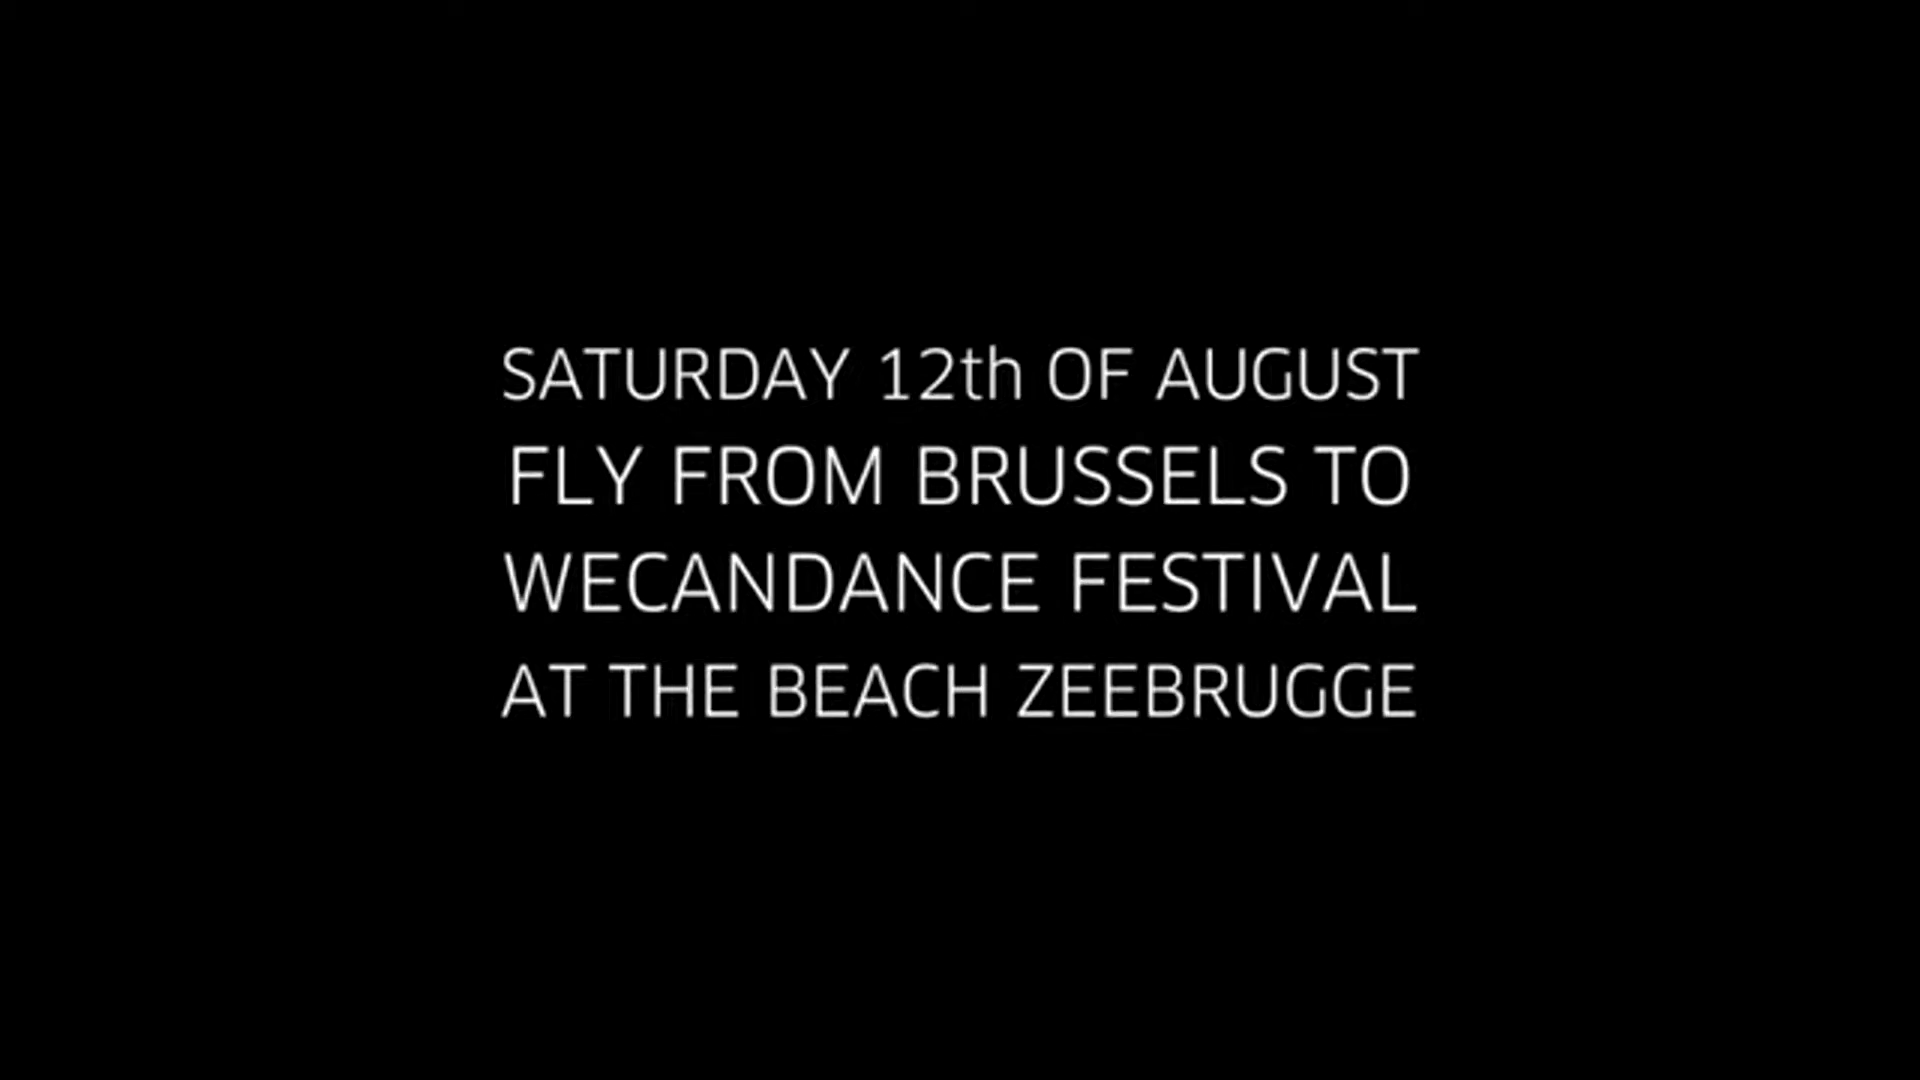 SATURDAY 12th OF AUGUST
FLY FROM BRUSSELS TO
WECANDANCE FESTIVAL
AT THE BEACH ZEEBRUGGE